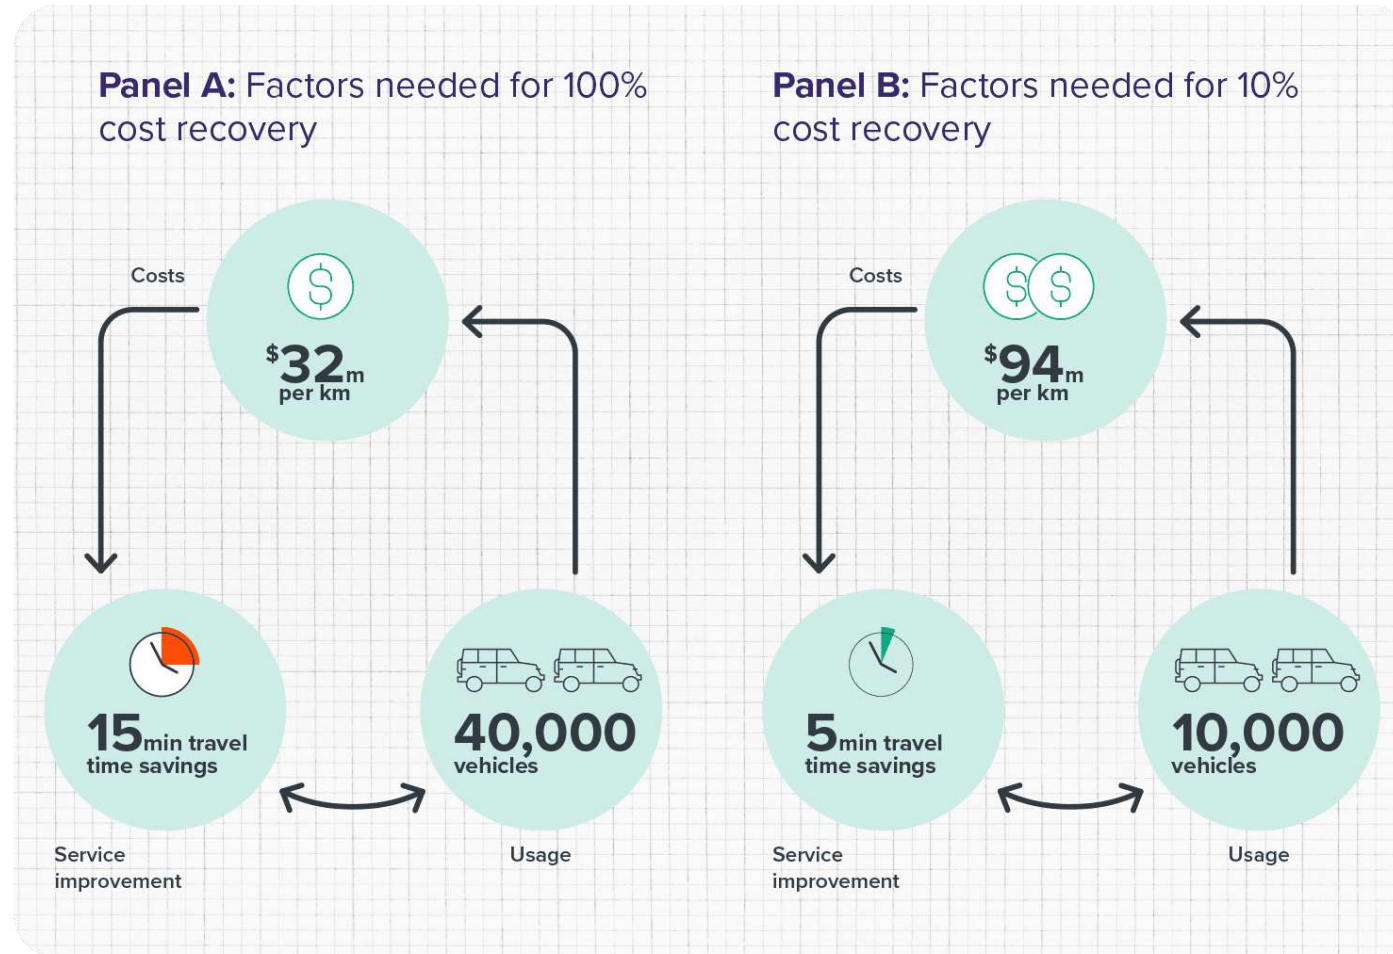 Panel A: Factors needed for 100%
cost recovery
Costs
$
$32m
per km
15min travel
time savings
40,000
vehicles
Service
improvement
Usage
Panel B: Factors needed for 10%
cost recovery
Costs
$ $
$94m
per km
5min travel
time savings
10,000
vehicles
Service
improvement
Usage